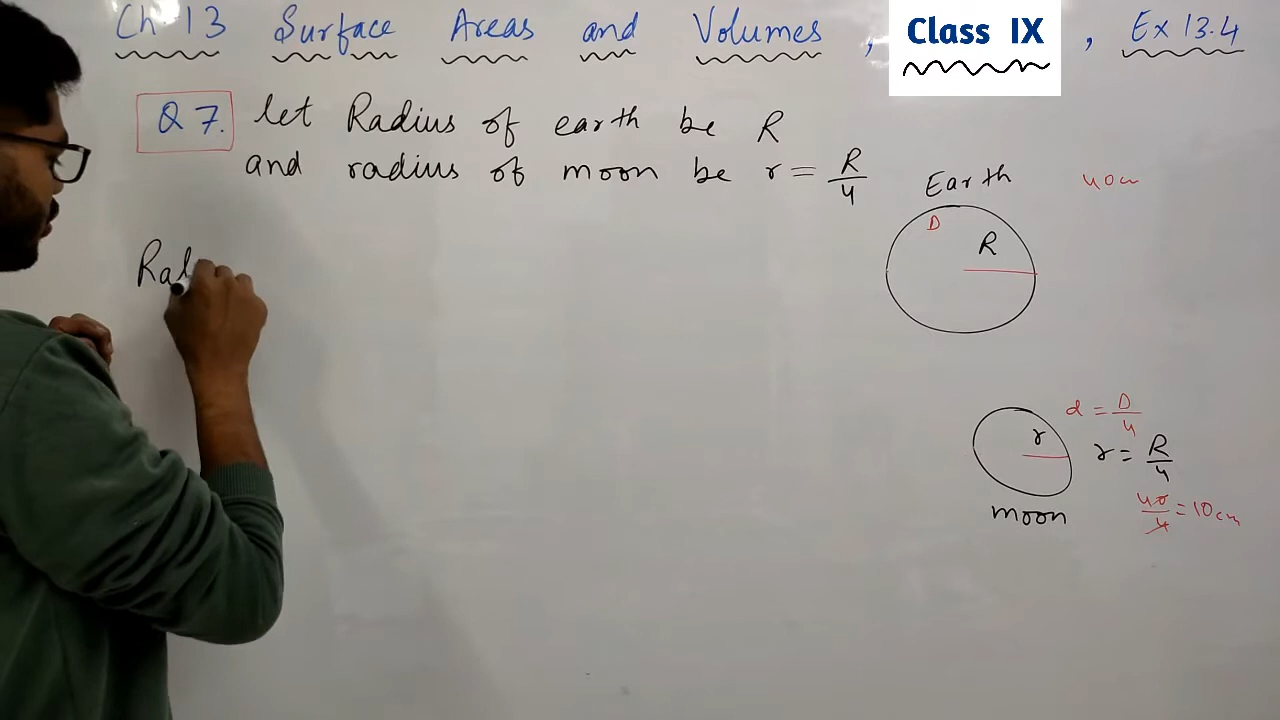 Ch 13 Surface Areas and Volumes , Class IX , Ex 13.4
Q 7. let Radius of earth be R
and radius of moon be r = R/4
Earth 40cm
D
R
Rat
d = D/4
r
r = R/4
moon
40/4 = 10cm